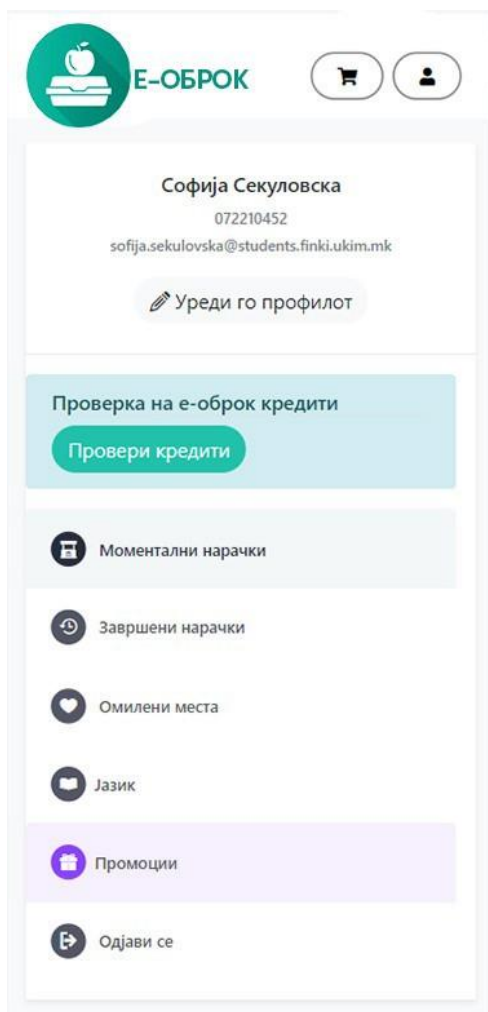 Е-ОБРОК
Софија Секуловска
072210452
sofija.sekulovska@students.finki.ukim.mk
Уреди го профилот
Проверка на е-оброк кредити
Провери кредити
Моментални нарачки
Завршени нарачки
Омилени места
Јазик
Промоции
Одјави се